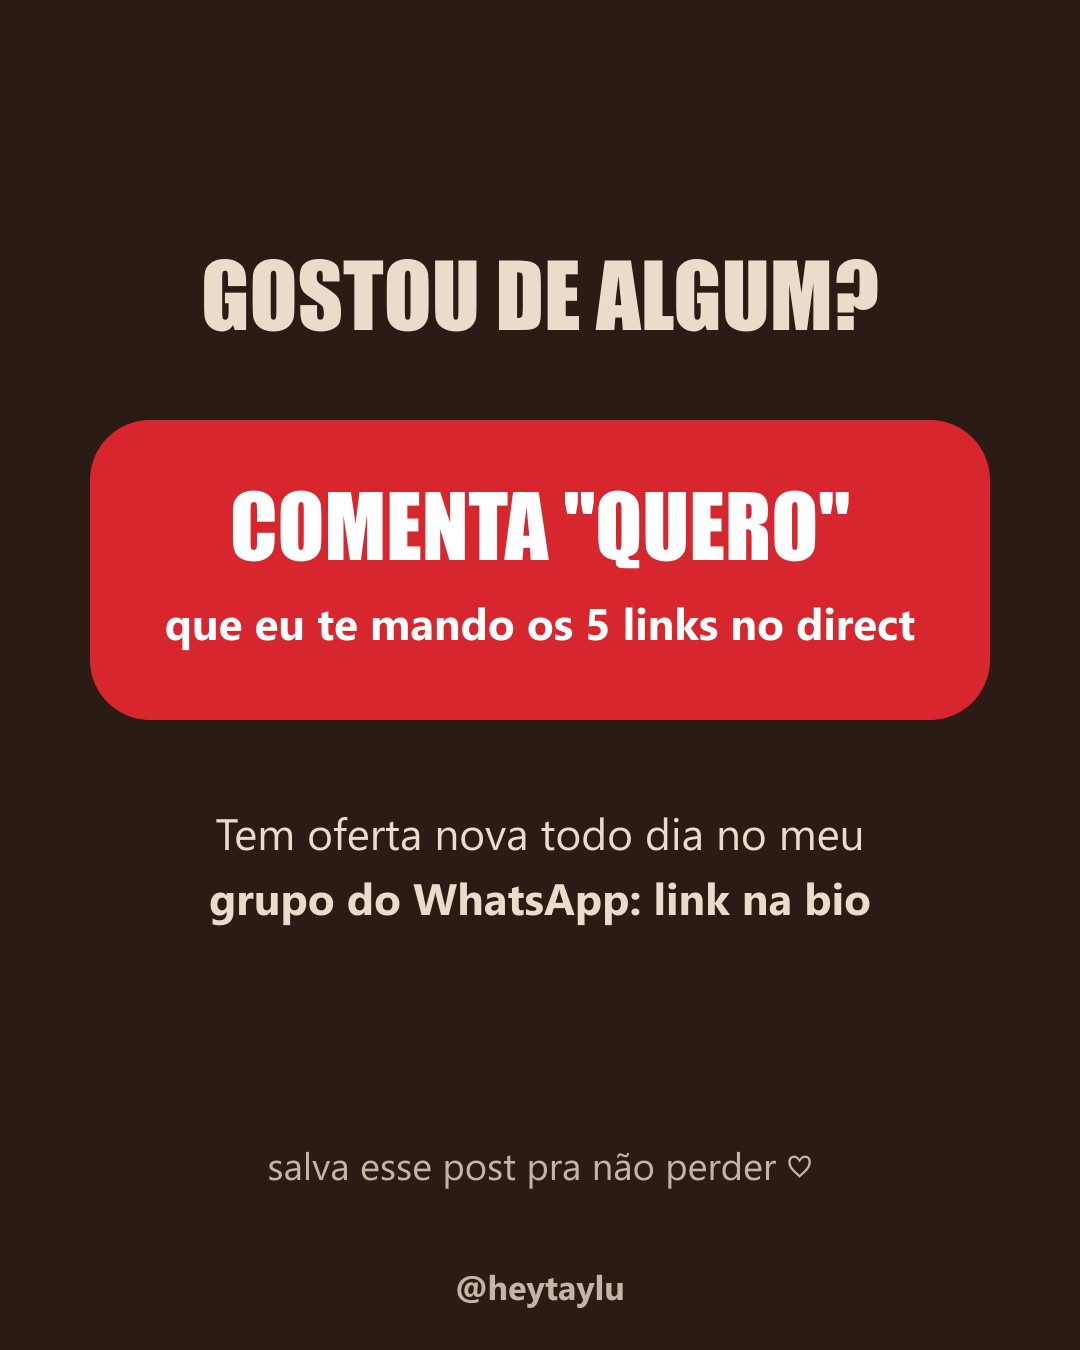 GOSTOU DE ALGUM?
COMENTA "QUERO"
que eu te mando os 5 links no direct
Tem oferta nova todo dia no meu
grupo do WhatsApp: link na bio
salva esse post pra não perder ♡
@heytaylu